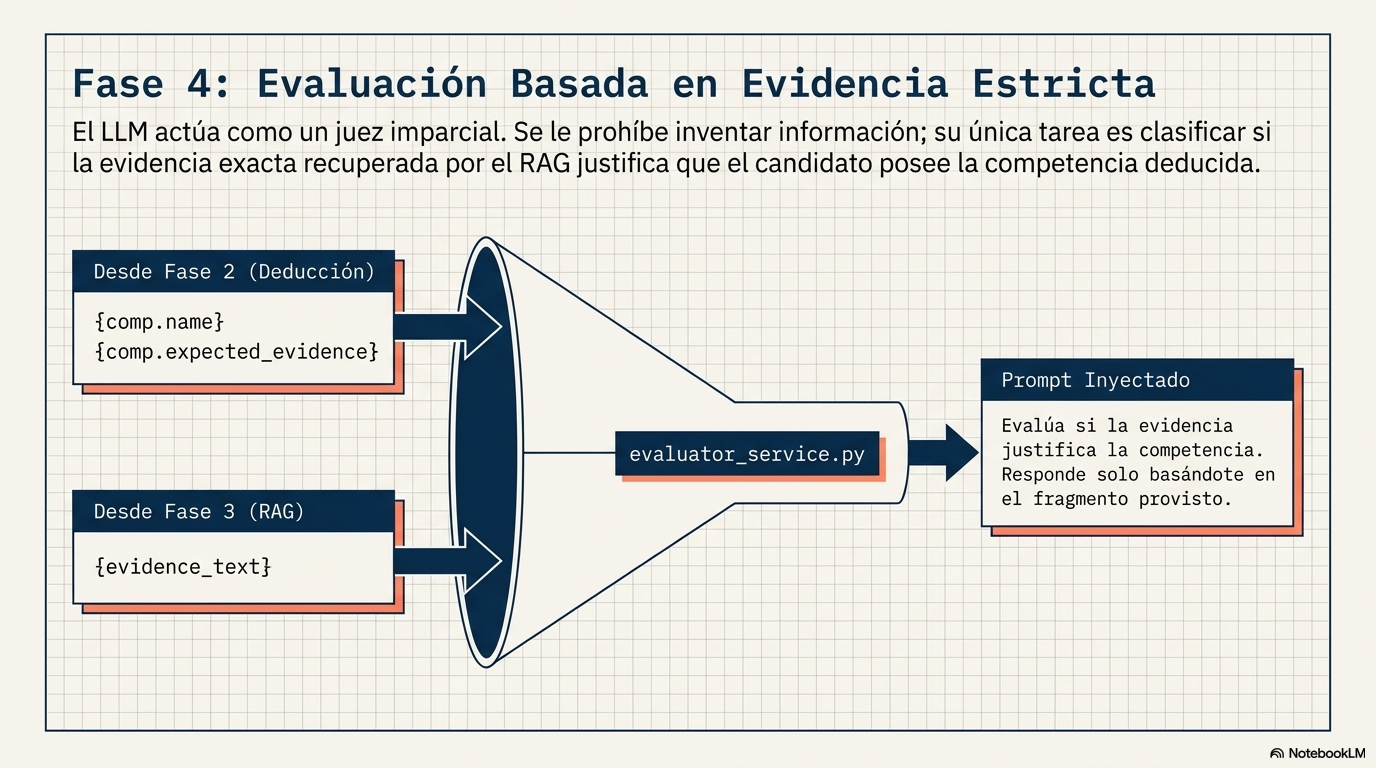 Fase 4: Evaluación Basada en Evidencia Estricta
El LLM actúa como un juez imparcial. Se le prohíbe inventar información; su única tarea es clasificar si
la evidencia exacta recuperada por el RAG justifica que el candidato posee la competencia deducida.
Desde Fase 2 (Deducción)
{comp.name}
{comp.expected_evidence}
Desde Fase 3 (RAG)
{evidence_text}
evaluator_service.py
Prompt Inyectado
Evalúa si la evidencia
justifica la competencia.
Responde solo basándote en
el fragmento provisto.
NotebookLM